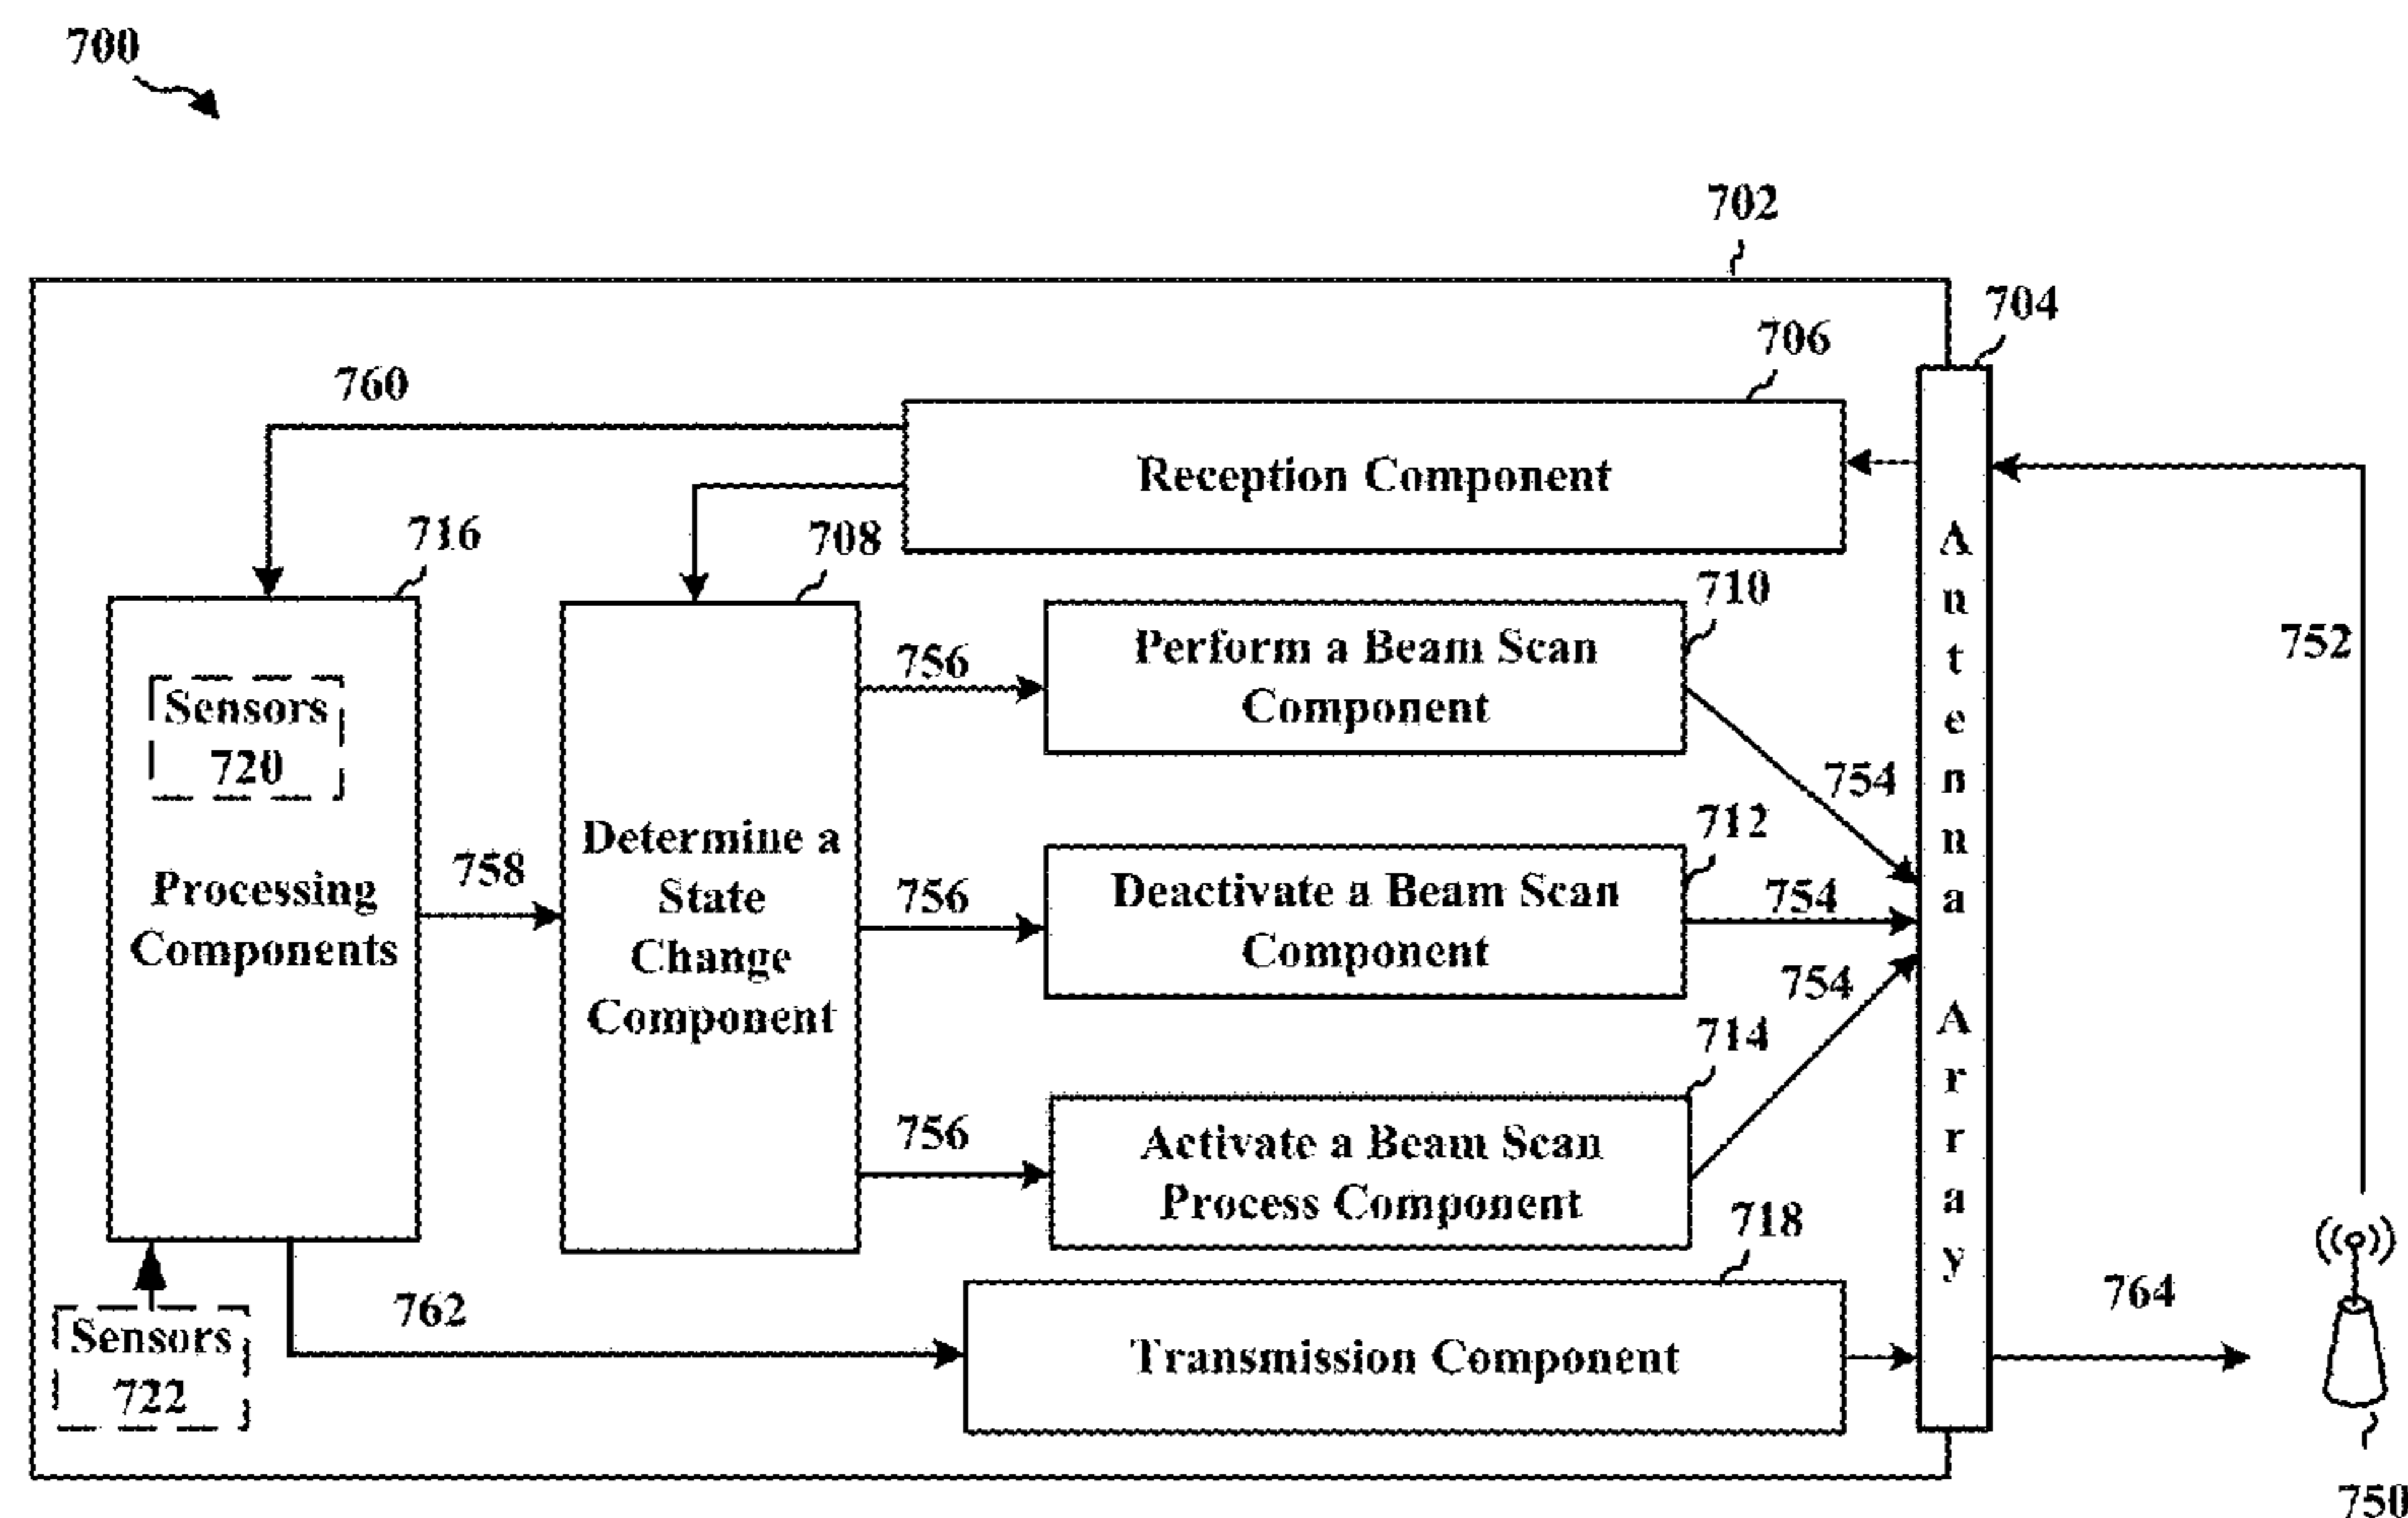 700
702
704
706
760
Reception Component
716
708
710
752
Perform a Beam Scan
Component
756
Sensors
720
754
712
Determine a
State
Change
Component
758
Processing
Components
756
Deactivate a Beam Scan
Component
754
754
714
756
Activate a Beam Scan
Process Component
718
Antenna Array
764
762
Sensors
722
Transmission Component
750